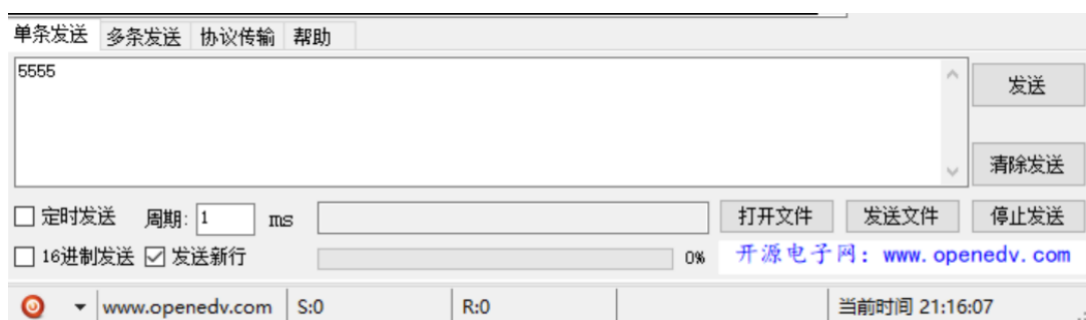 单条发送 多条发送 协议传输 帮助
5555
发送
清除发送
定时发送 周期: 1 ms 打开文件 发送文件 停止发送
16进制发送 发送新行 0% 开源电子网: www.openedv.com
www.openedv.com S:0 R:0 当前时间 21:16:07